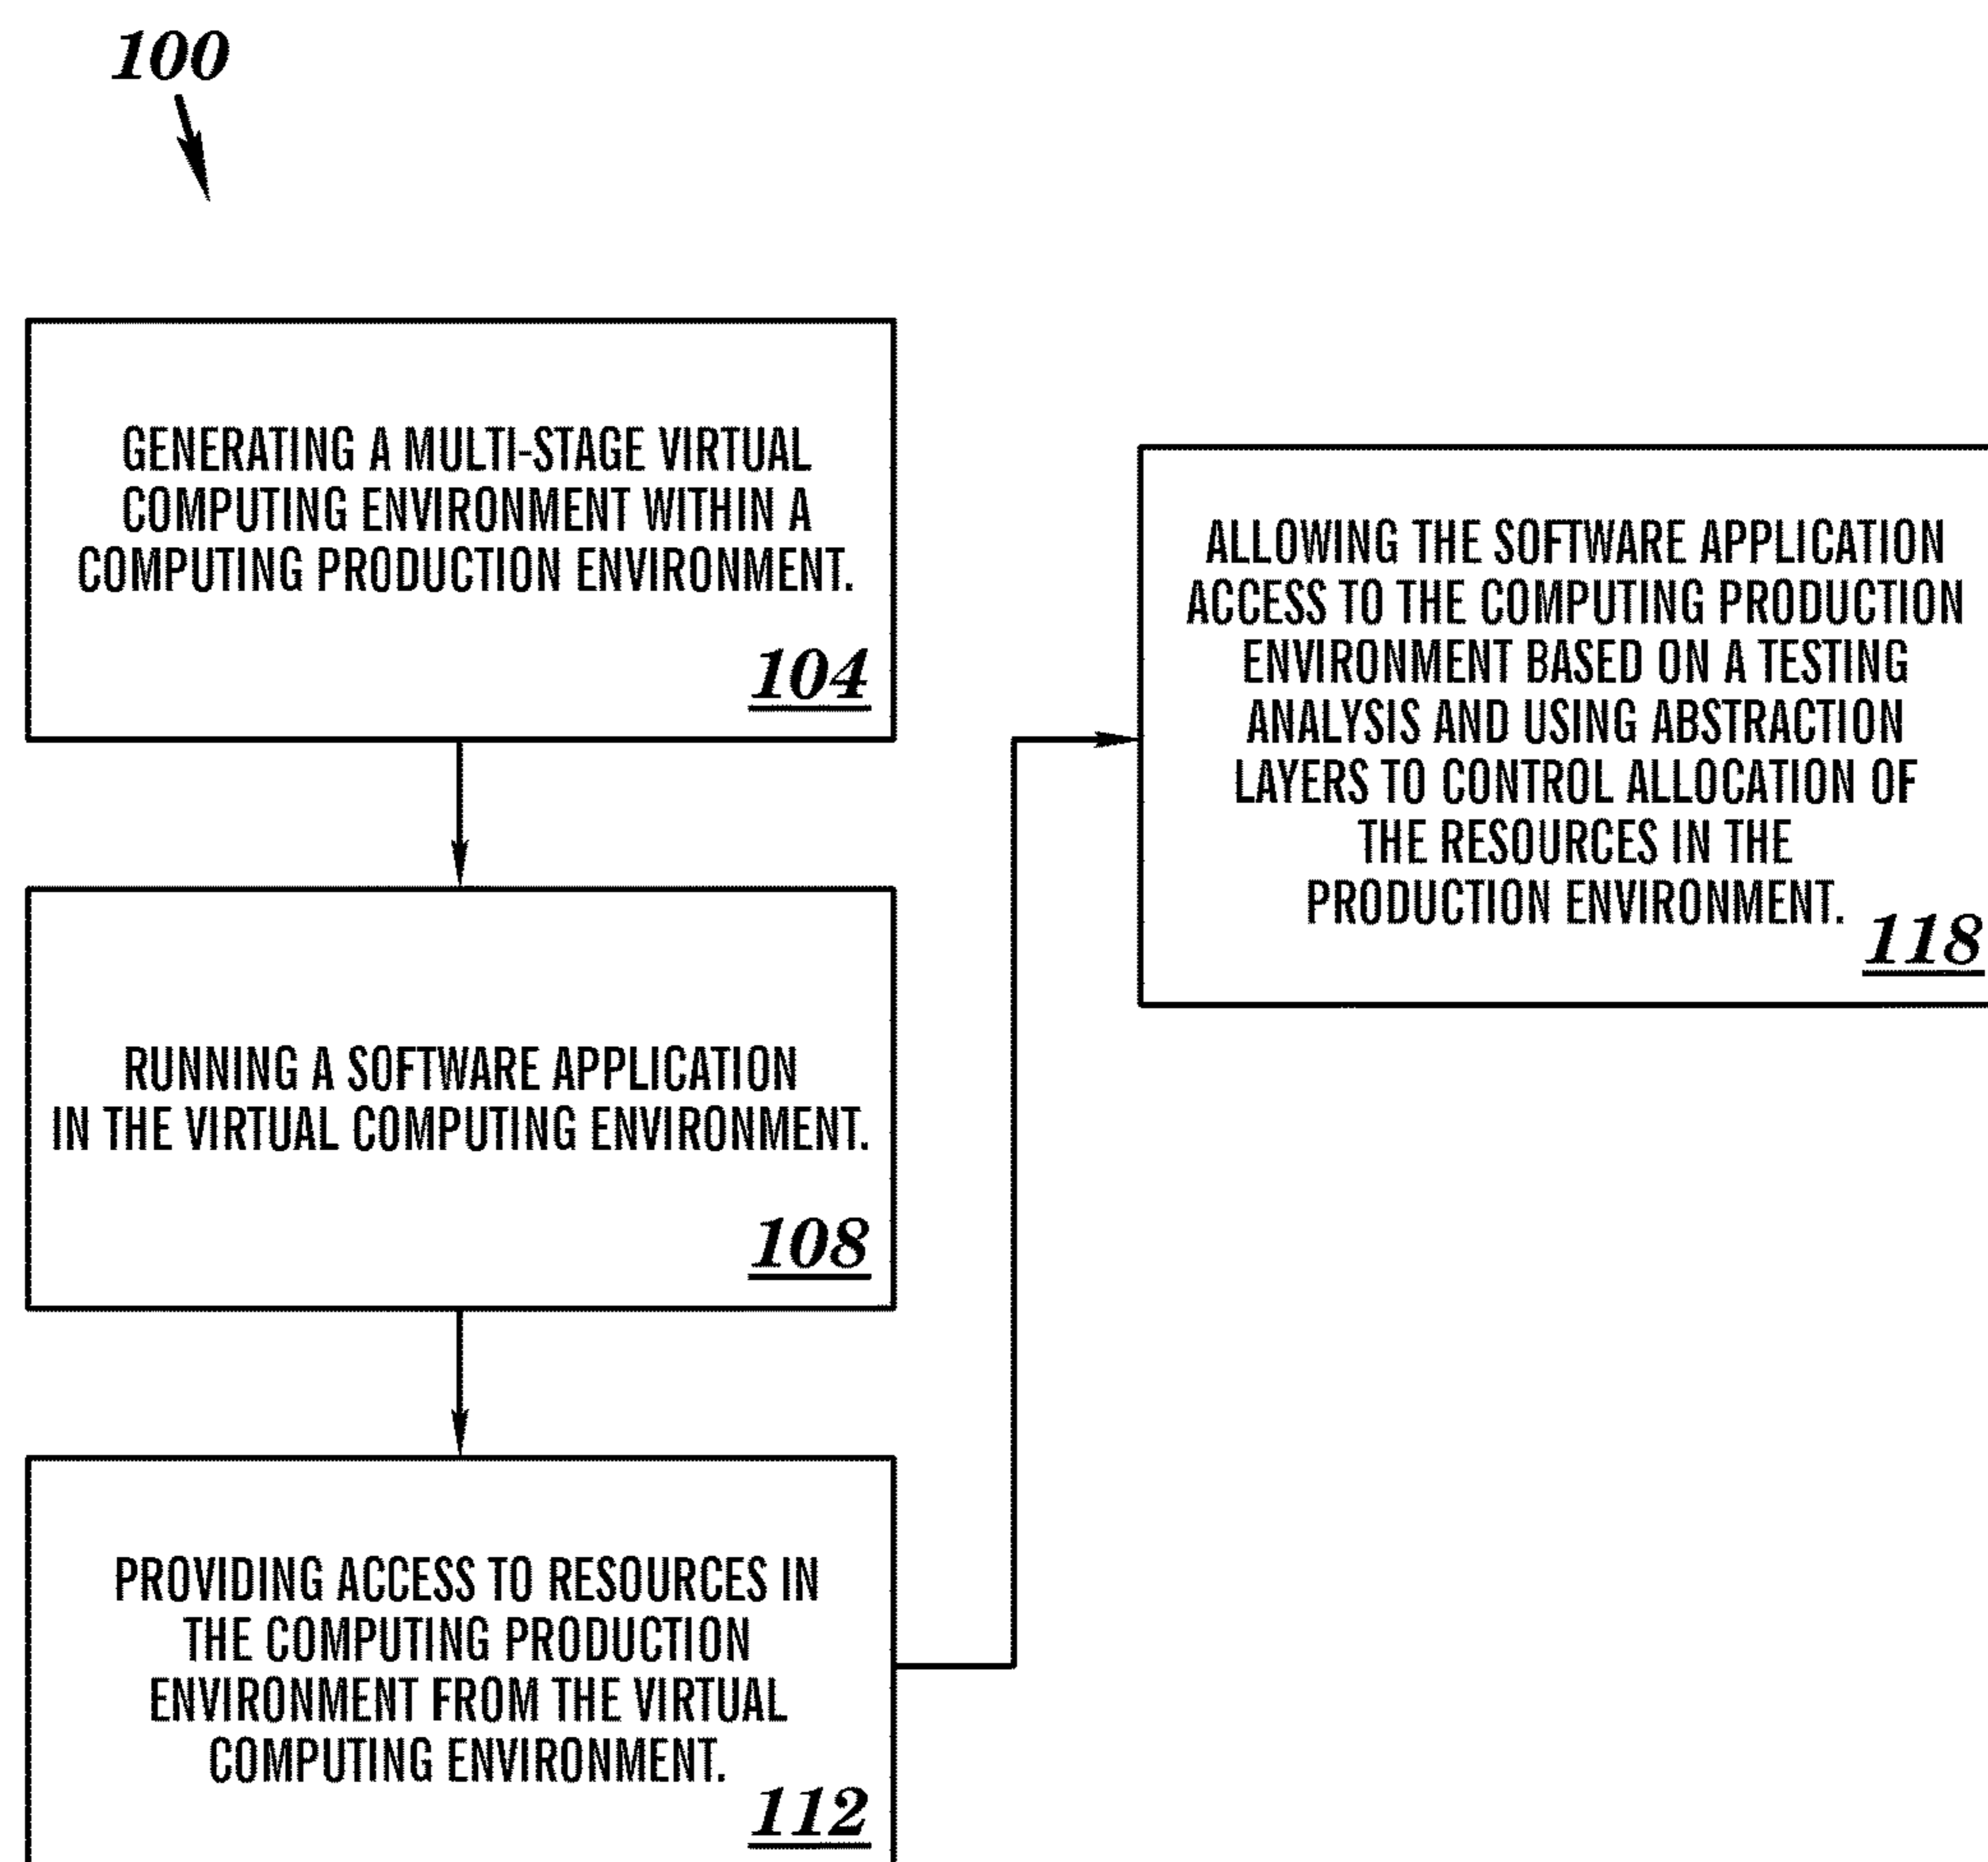 100
GENERATING A MULTI-STAGE VIRTUAL
COMPUTING ENVIRONMENT WITHIN A
COMPUTING PRODUCTION ENVIRONMENT.
104
RUNNING A SOFTWARE APPLICATION
IN THE VIRTUAL COMPUTING ENVIRONMENT.
108
PROVIDING ACCESS TO RESOURCES IN
THE COMPUTING PRODUCTION
ENVIRONMENT FROM THE VIRTUAL
COMPUTING ENVIRONMENT.
112
ALLOWING THE SOFTWARE APPLICATION
ACCESS TO THE COMPUTING PRODUCTION
ENVIRONMENT BASED ON A TESTING
ANALYSIS AND USING ABSTRACTION
LAYERS TO CONTROL ALLOCATION OF
THE RESOURCES IN THE
PRODUCTION ENVIRONMENT.
118